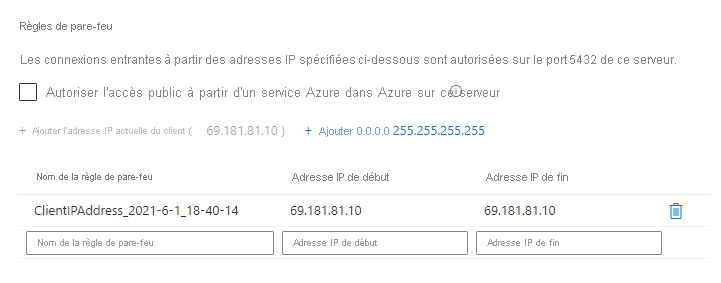 Règles de pare-feu
Les connexions entrantes à partir des adresses IP spécifiées ci-dessous sont autorisées sur le port 5432 de ce serveur.
Autoriser l'accès public à partir d'un service Azure dans Azure sur ce serveur
+ Ajouter l'adresse IP actuelle du client ( 69.181.81.10 ) + Ajouter 0.0.0.0 255.255.255.255
Nom de la règle de pare-feu Adresse IP de début Adresse IP de fin
ClientIPAddress_2021-6-1_18-40-14 69.181.81.10 69.181.81.10
Nom de la règle de pare-feu Adresse IP de début Adresse IP de fin